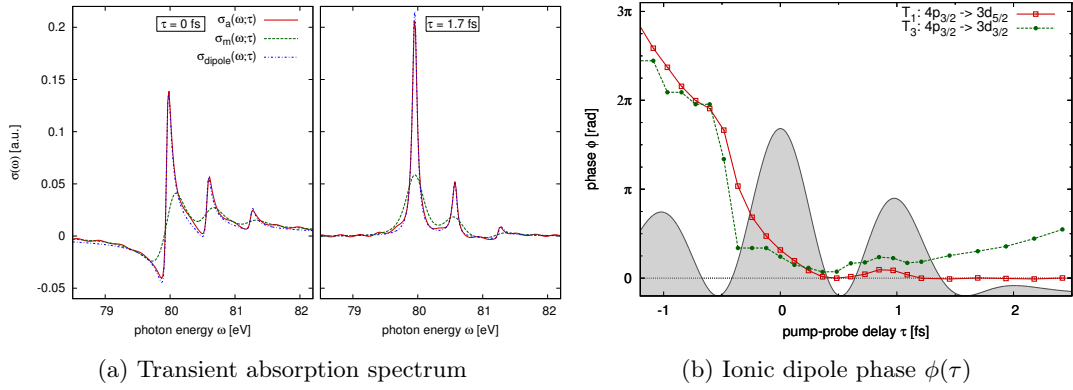 τ = 0 fs
σa(ω;τ)
σm(ω;τ)
σdipole(ω;τ)
τ = 1.7 fs
σ(ω) [a.u.]
0.2
0.15
0.1
0.05
0
-0.05
79 80 81 82
79 80 81 82
photon energy ω [eV]
photon energy ω [eV]
(a) Transient absorption spectrum
T1: 4p3/2 -> 3d5/2
T3: 4p3/2 -> 3d3/2
phase ϕ [rad]
3π
2π
π
0
-1 0 1 2
pump-probe delay τ [fs]
(b) Ionic dipole phase ϕ(τ)